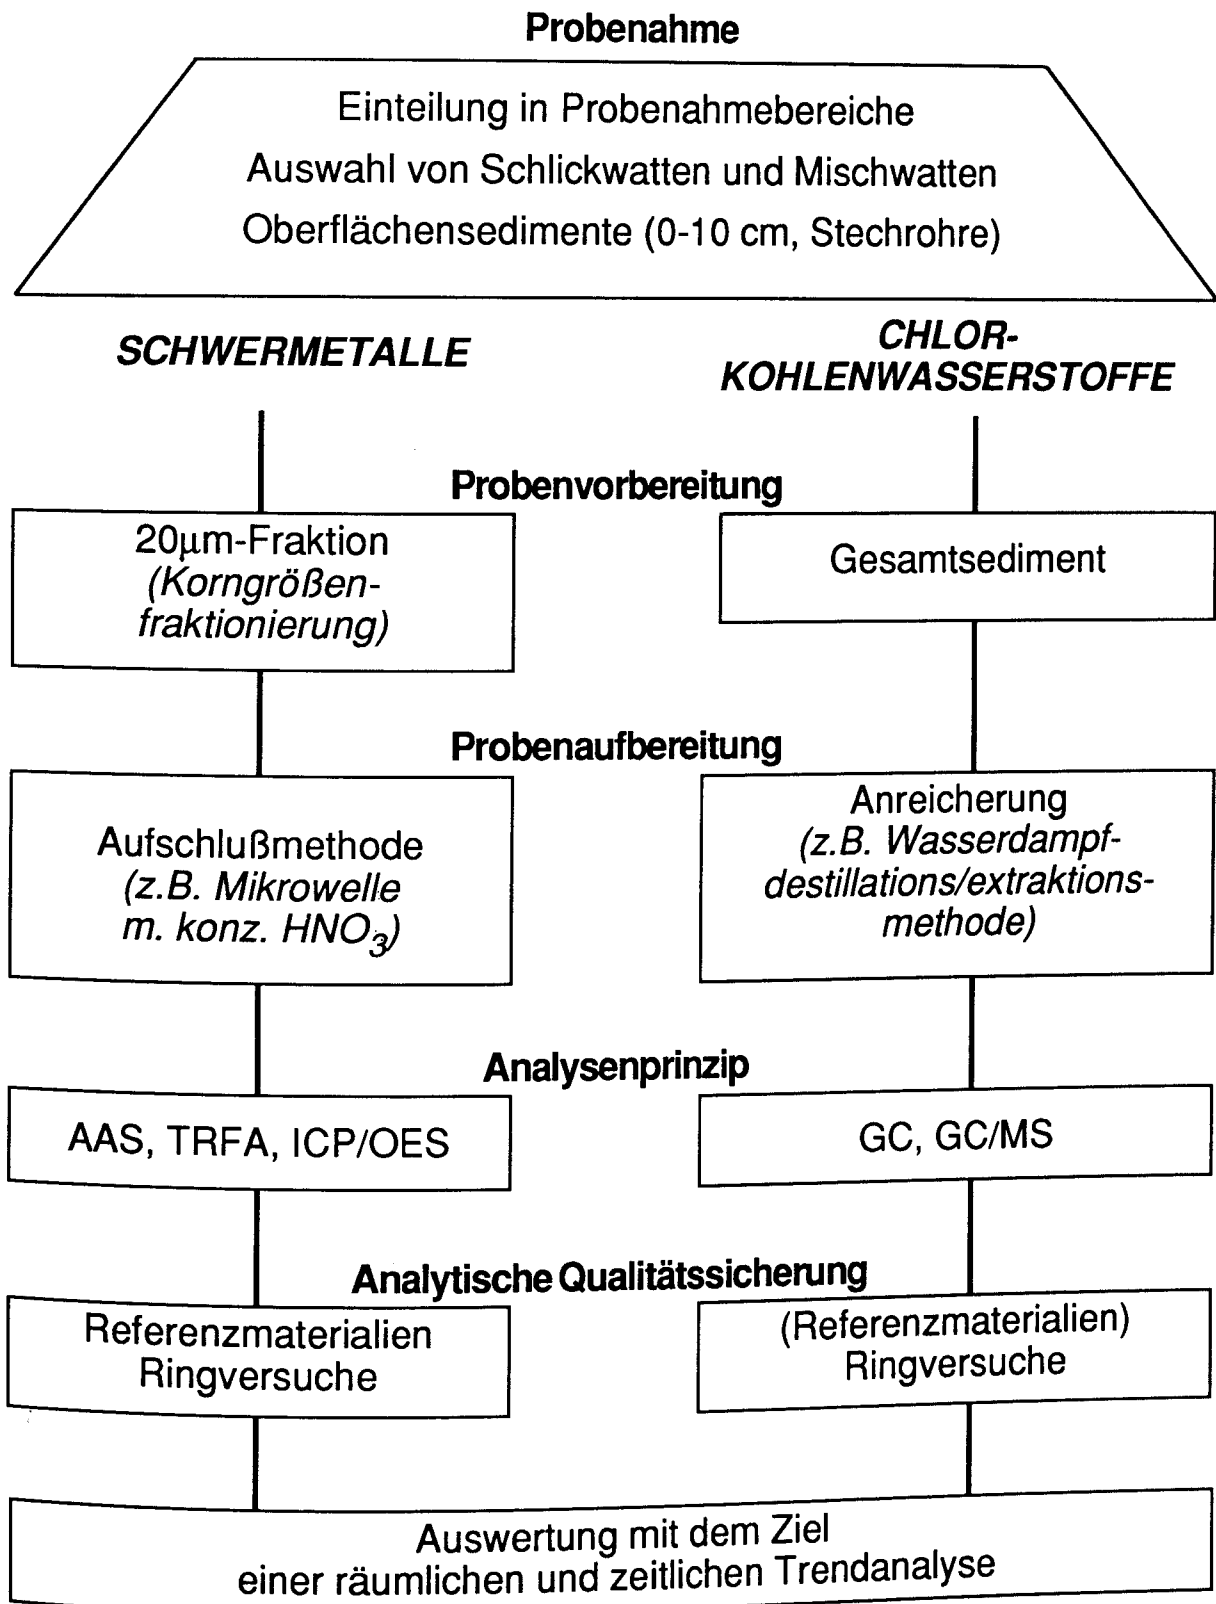 Probenahme
Einteilung in Probenahmebereiche
Auswahl von Schlickwatten und Mischwatten
Oberflächensedimente (0-10 cm, Stechrohre)
SCHWERMETALLE
CHLOR-
KOHLENWASSERSTOFFE
Probenvorbereitung
20µm-Fraktion
(Korngrößen-
fraktionierung)
Gesamtsediment
Probenaufbereitung
Aufschlußmethode
(z.B. Mikrowelle
m. konz. HNO₃)
Anreicherung
(z.B. Wasserdampf-
destillations/extraktions-
methode)
Analysenprinzip
AAS, TRFA, ICP/OES
GC, GC/MS
Analytische Qualitätssicherung
Referenzmaterialien
Ringversuche
(Referenzmaterialien)
Ringversuche
Auswertung mit dem Ziel
einer räumlichen und zeitlichen Trendanalyse